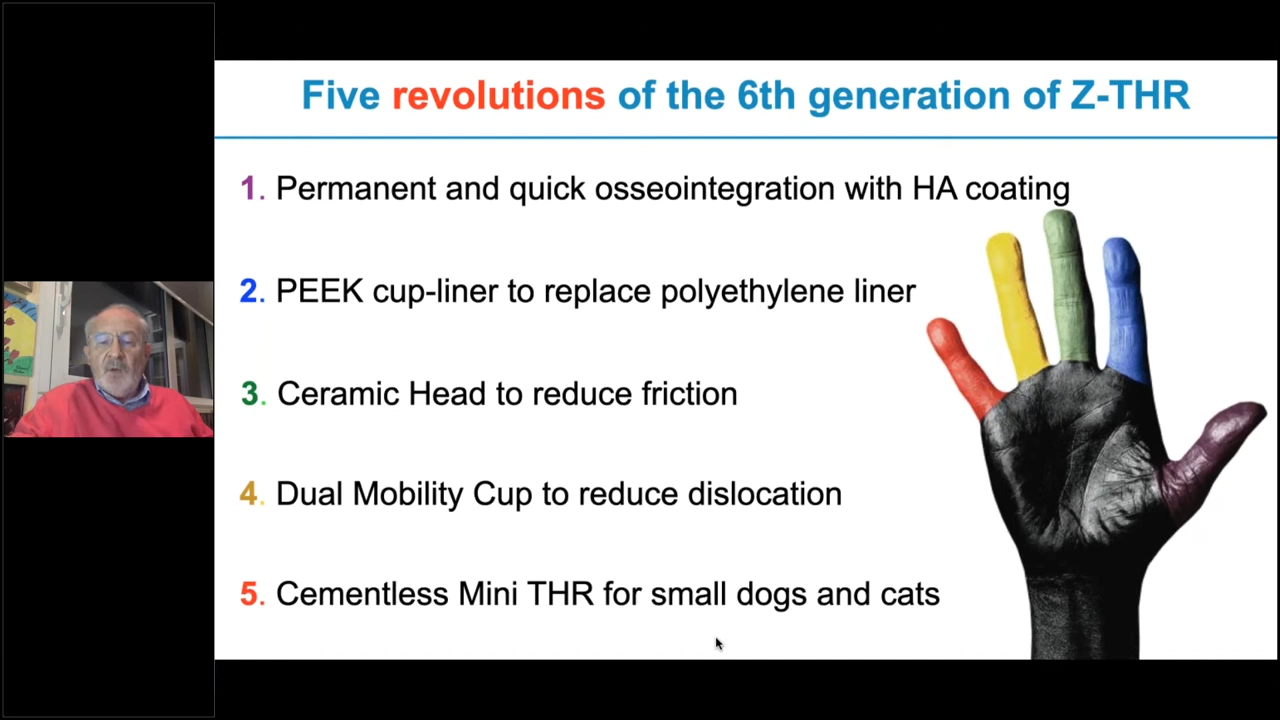 Five revolutions of the 6th generation of Z-THR
1. Permanent and quick osseointegration with HA coating
2. PEEK cup-liner to replace polyethylene liner
3. Ceramic Head to reduce friction
4. Dual Mobility Cup to reduce dislocation
5. Cementless Mini THR for small dogs and cats